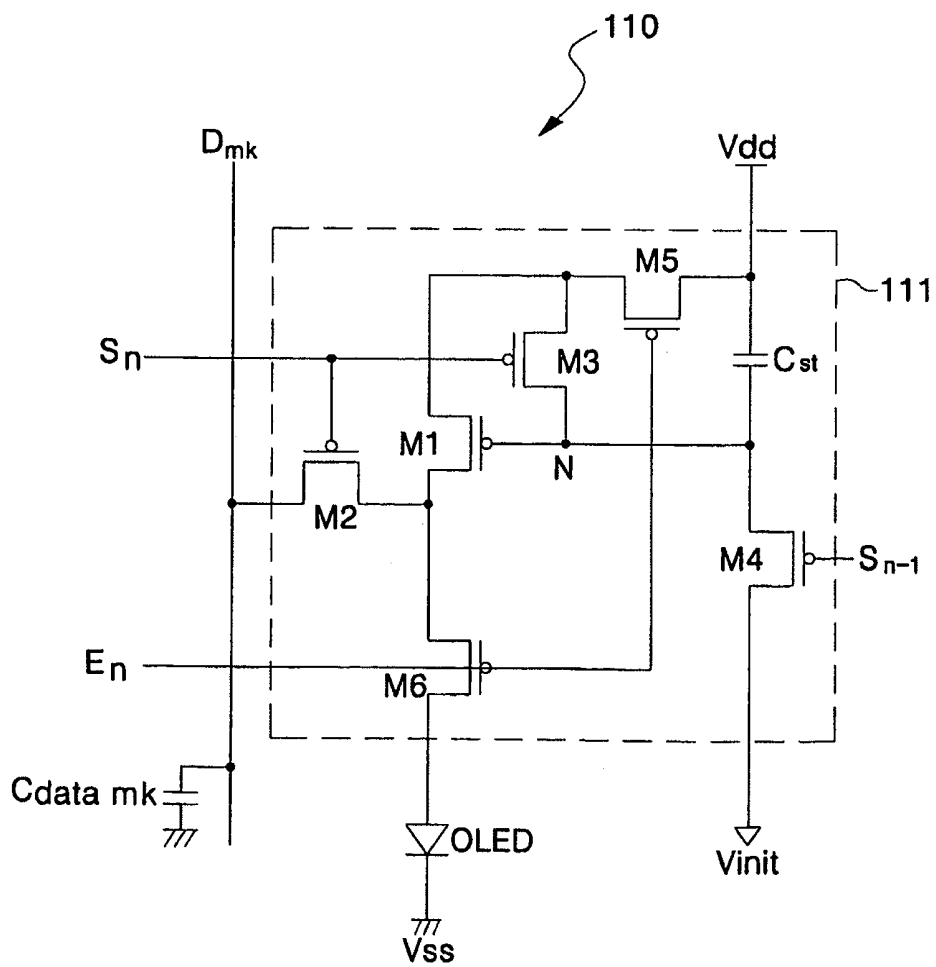 110
Dmk
Vdd
M5
111
Sn
M3
Cst
M1
N
M2
M4
Sn-1
En
M6
Cdata mk
OLED
Vinit
Vss